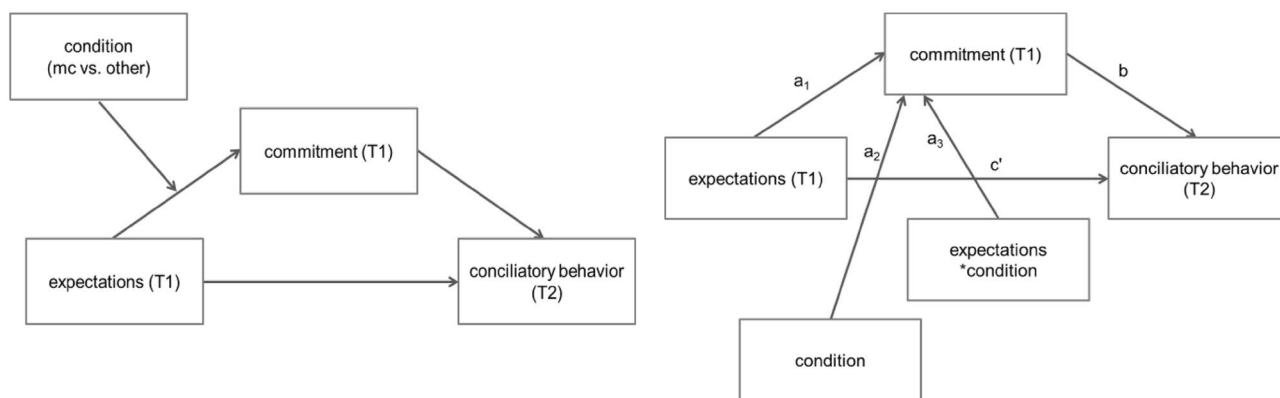 condition
(mc vs. other)
commitment (T1)
expectations (T1)
conciliatory behavior
(T2)
commitment (T1)
a1
b
expectations (T1)
a2
a3
c'
conciliatory behavior
(T2)
expectations
*condition
condition